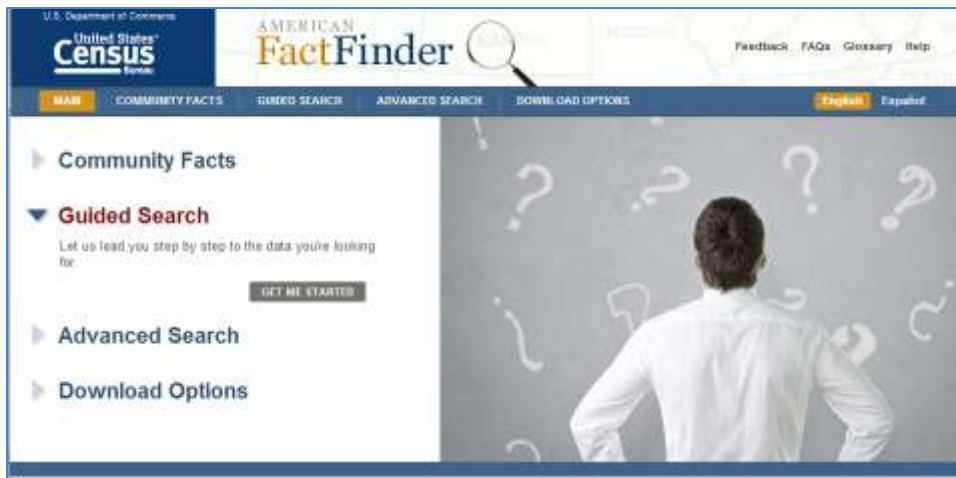 U.S. Department of Commerce
United States
Census
Bureau
AMERICAN
FactFinder
Feedback FAQs Glossary Help
MAIN COMMUNITY FACTS GUIDED SEARCH ADVANCED SEARCH DOWNLOAD OPTIONS English Español
Community Facts
Guided Search
Let us lead you step by step to the data you're looking
for.
GET ME STARTED
Advanced Search
Download Options